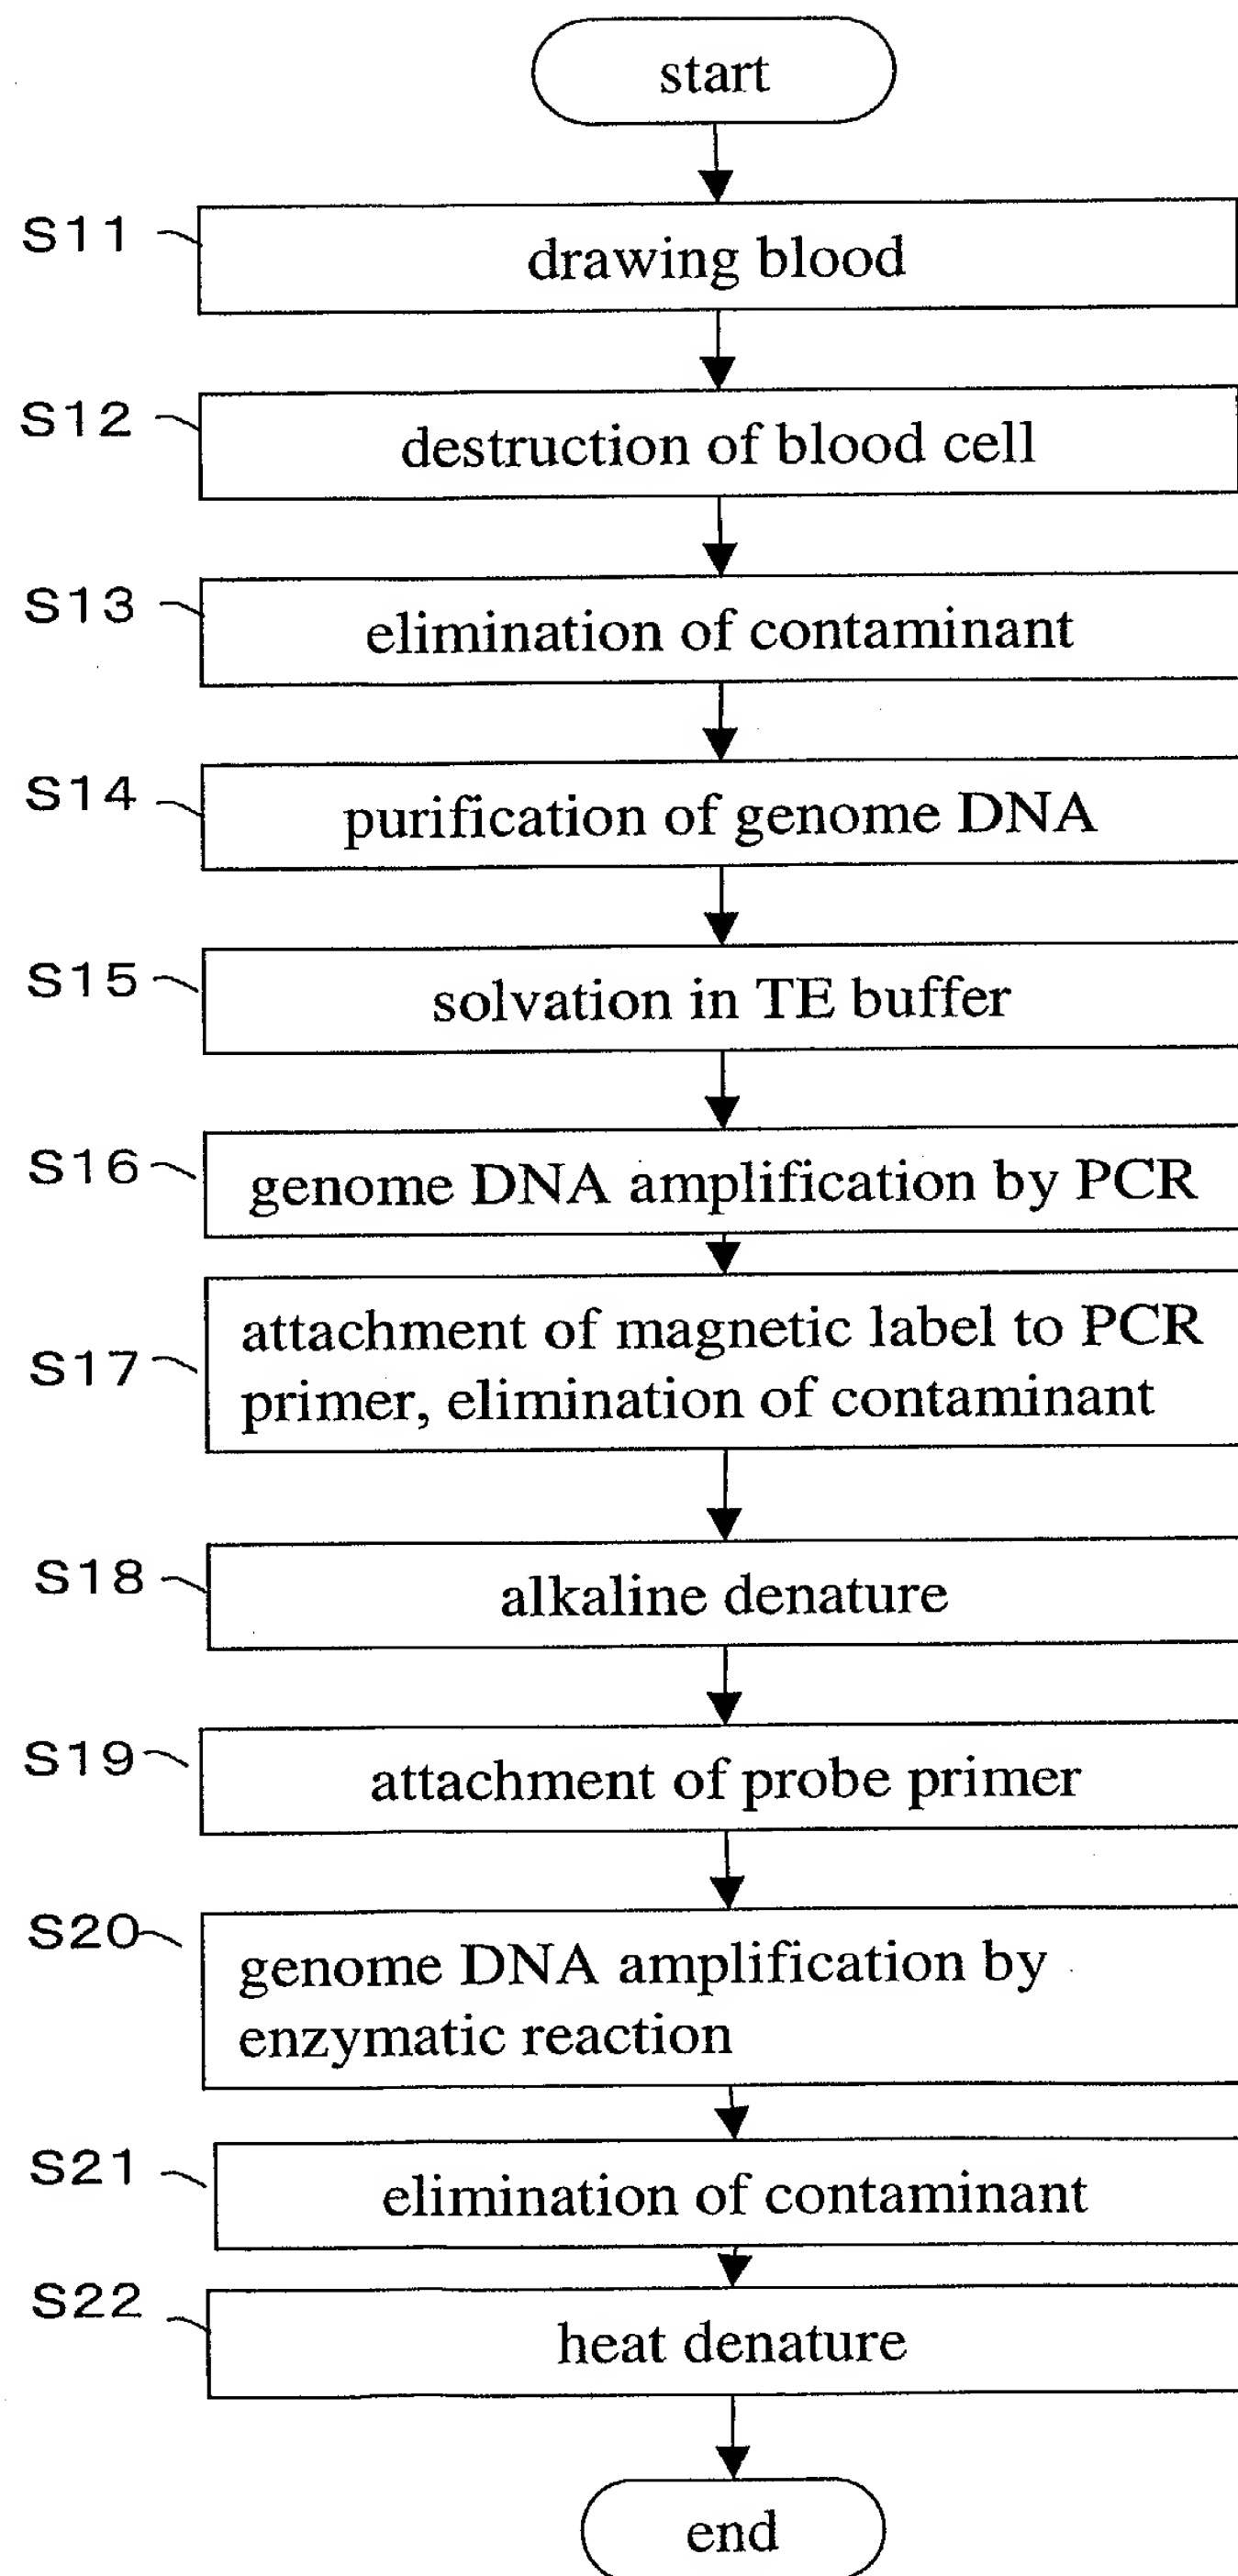 start
S11
drawing blood
S12
destruction of blood cell
S13
elimination of contaminant
S14
purification of genome DNA
S15
solvation in TE buffer
S16
genome DNA amplification by PCR
S17
attachment of magnetic label to PCR
primer, elimination of contaminant
S18
alkaline denature
S19
attachment of probe primer
S20
genome DNA amplification by
enzymatic reaction
S21
elimination of contaminant
S22
heat denature
end